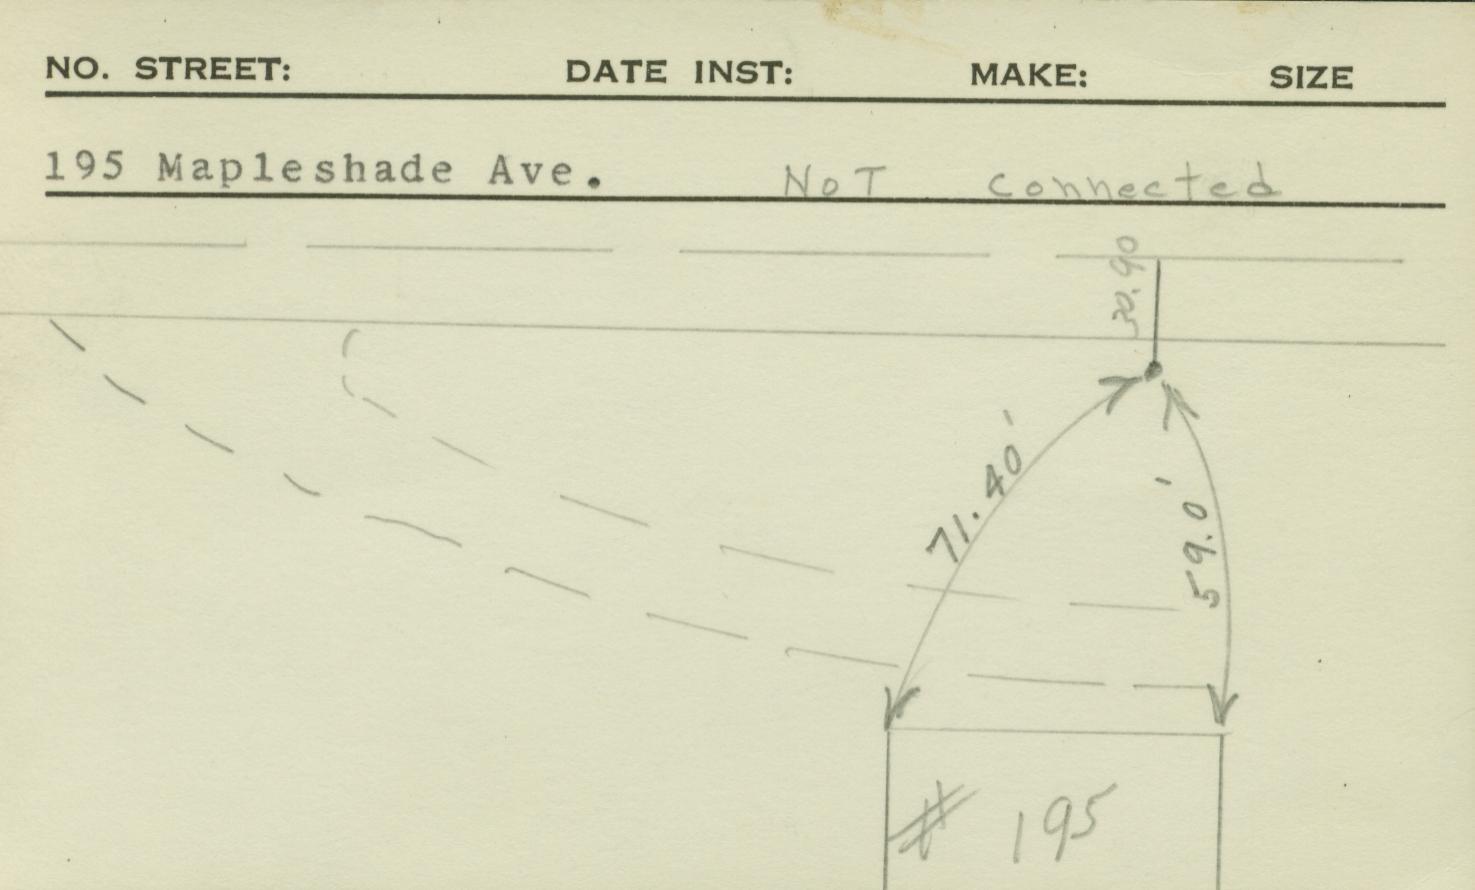 NO. STREET: DATE INST: MAKE: SIZE
195 Mapleshade Ave. NOT Connected
30.90
71.40'
59.0'
# 195